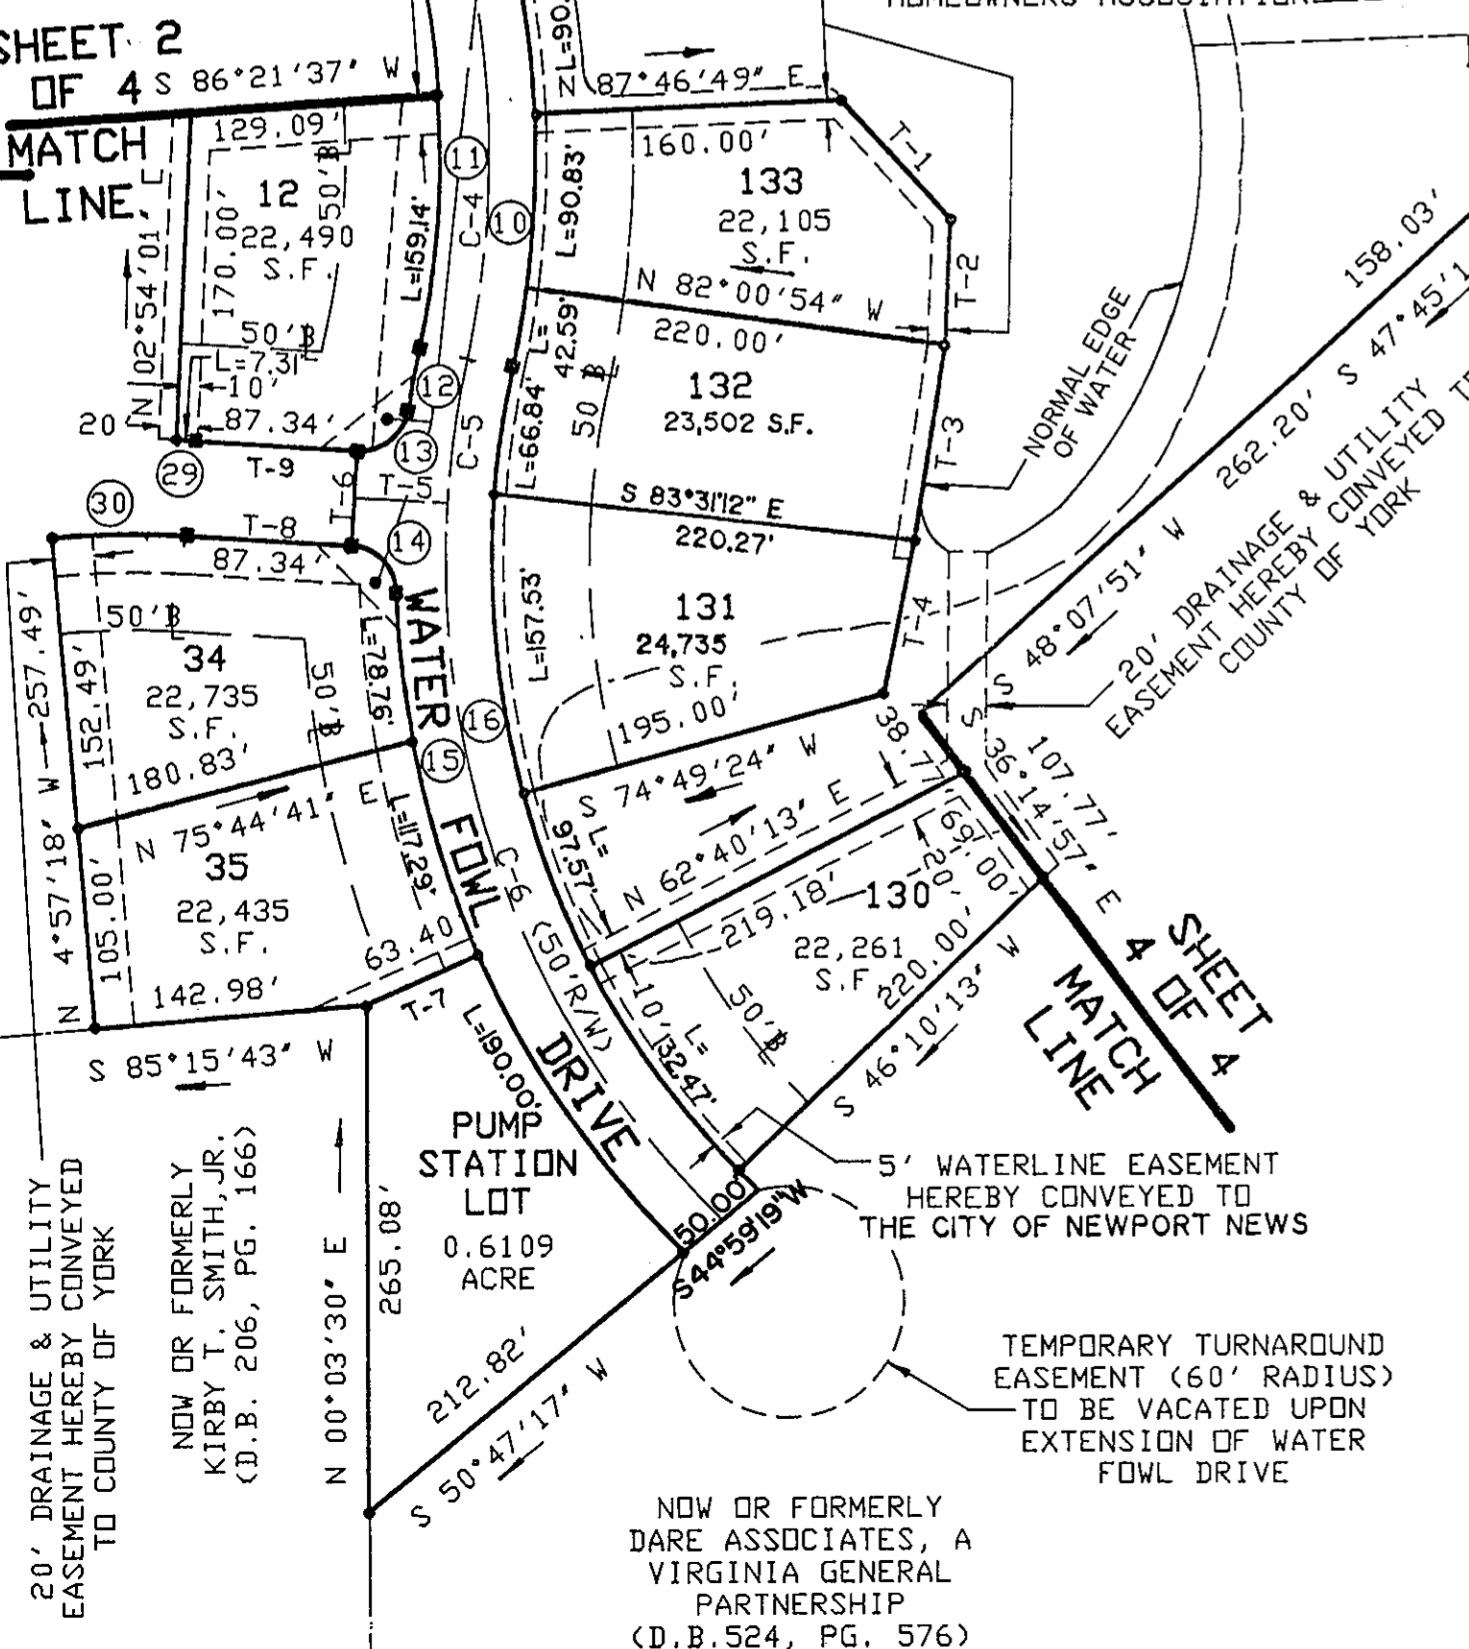 SHEET 2
OF 4
MATCH
LINE
S 86°21'37" W
129.09'
12
22,490
S.F.
170.00'
N 02°54'01"
50'B
50'B
L=7.31
10'
87.34'
20'
T-9
29
30
T-8
87.34'
T-6
T-5
L=159.14'
11
C-4
10
12
13
14
C-5
L=90.
N 87°46'49" E
160.00'
L=90.83'
133
22,105
S.F.
T-1
T-2
N 82°00'54" W
220.00'
L=
42.59'
50' B
132
23,502 S.F.
L=66.84'
T-3
S 83°31'12" E
220.27'
131
24,735
S.F.
L=157.53'
T-4
195.00'
S 74°49'24" W
NORMAL EDGE
OF WATER
158.03'
S 47°45'1
262.20'
S 48°07'51" W
20' DRAINAGE & UTILITY
EASEMENT HEREBY CONVEYED
COUNTY OF YORK
50'B
34
22,735
S.F.
152.49'
50'B
L=78.76'
180.83'
N 75°44'41" E
15
16
35
22,435
S.F.
105.00'
L=117.29'
63.40
142.98'
T-7
S 85°15'43" W
N 4°57'18" W
257.49'
WATER
FOWL
DRIVE
C-6 (50'R/W)
L=
97.57'
N 62°40'13" E
38.77'
S 36°14'57" E
107.77'
69.00'
20'
219.18'
130
22,261
S.F.
220.00'
50'B
S 46°10'13" W
10'
L=
132.47'
SHEET
4 OF 4
MATCH
LINE
L=190.00'
PUMP
STATION
LOT
0.6109
ACRE
50.00'
S44°59'19"W
5' WATERLINE EASEMENT
HEREBY CONVEYED TO
THE CITY OF NEWPORT NEWS
N 00°03'30" E
265.08'
212.82'
S 50°47'17" W
TEMPORARY TURNAROUND
EASEMENT (60' RADIUS)
TO BE VACATED UPON
EXTENSION OF WATER
FOWL DRIVE
20' DRAINAGE & UTILITY
EASEMENT HEREBY CONVEYED
TO COUNTY OF YORK
NOW OR FORMERLY
KIRBY T. SMITH, JR.
(D.B. 206, PG. 166)
NOW OR FORMERLY
DARE ASSOCIATES, A
VIRGINIA GENERAL
PARTNERSHIP
(D.B.524, PG. 576)